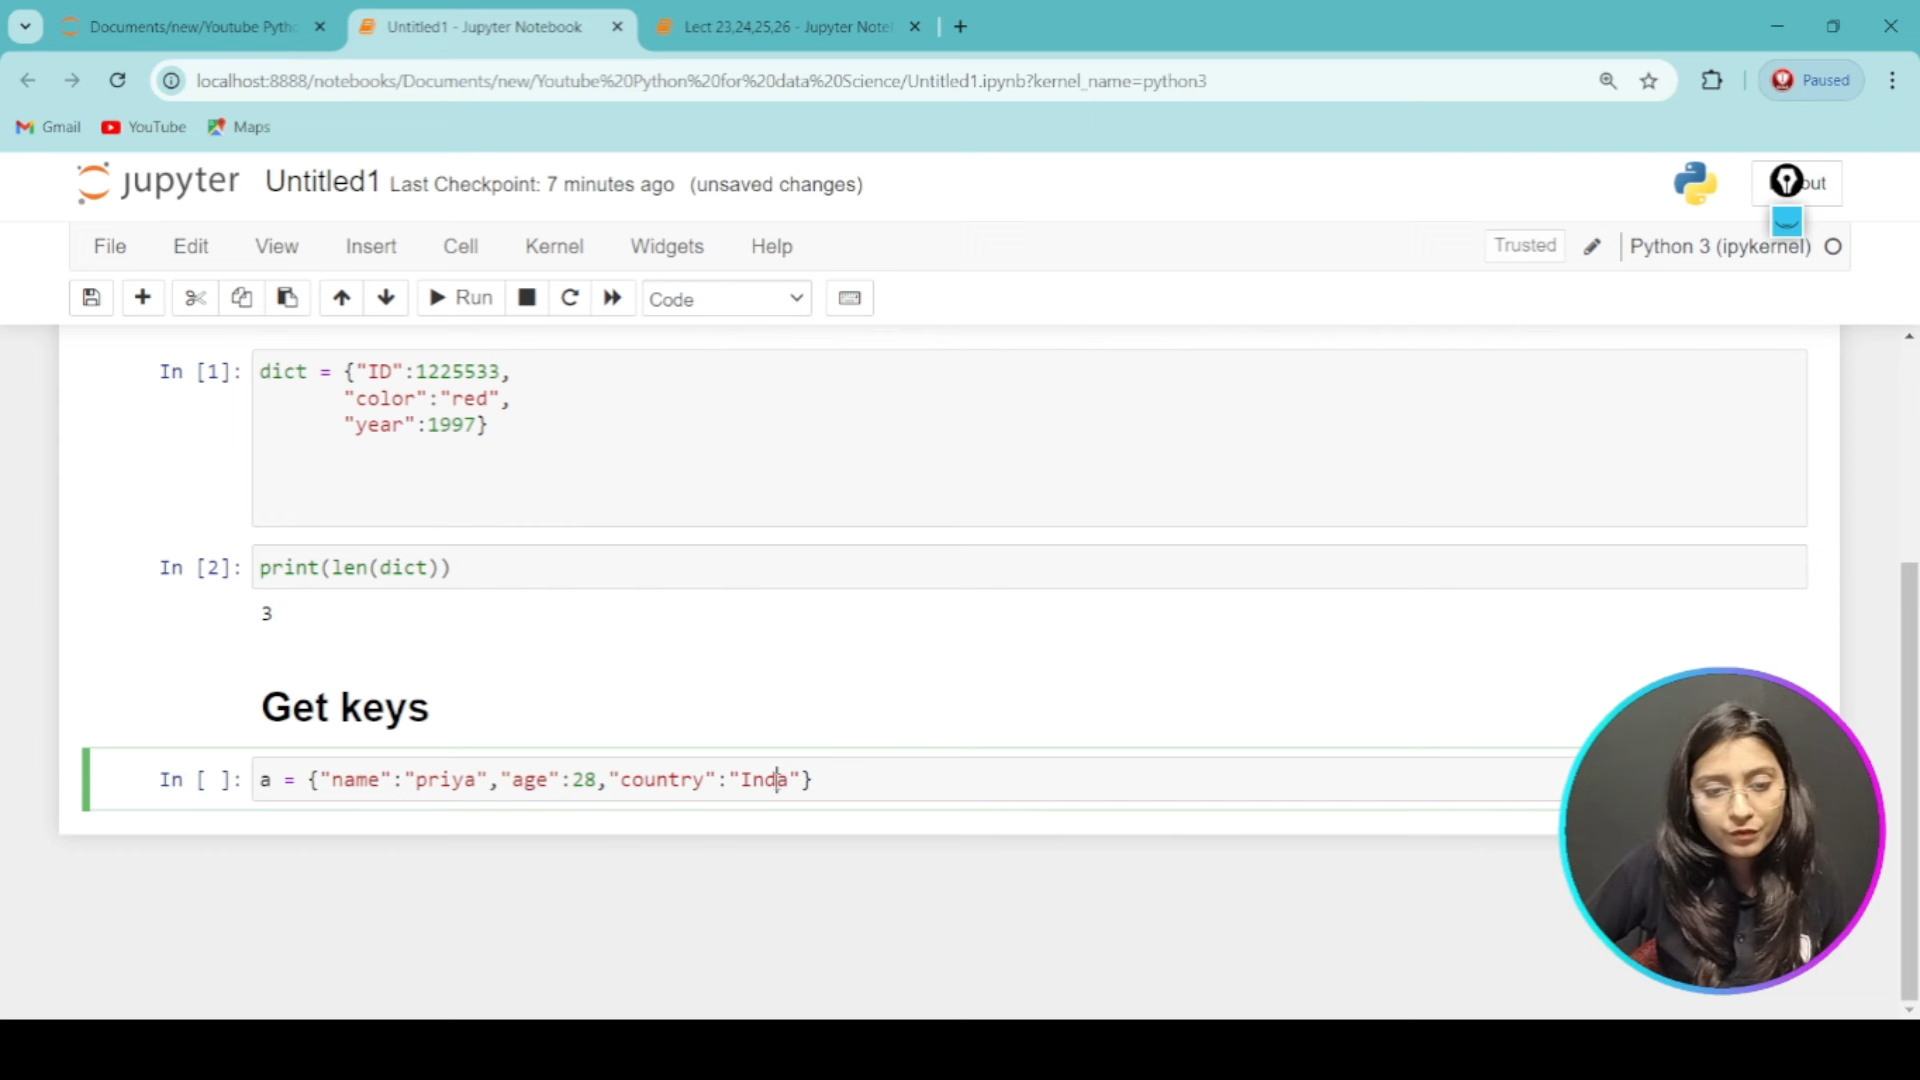 Documents/new/Youtube Pytho
Untitled1 - Jupyter Notebook
Lect 23,24,25,26 - Jupyter Note
localhost:8888/notebooks/Documents/new/Youtube%20Python%20for%20data%20Science/Untitled1.ipynb?kernel_name=python3
Paused
Gmail
YouTube
Maps
jupyter
Untitled1
Last Checkpoint: 7 minutes ago
(unsaved changes)
out
File
Edit
View
Insert
Cell
Kernel
Widgets
Help
Trusted
Python 3 (ipykernel)
Run
Code
In [1]:
dict = {"ID":1225533,
"color":"red",
"year":1997}
In [2]:
print(len(dict))
3
Get keys
In [ ]:
a = {"name":"priya","age":28,"country":"Inda"}